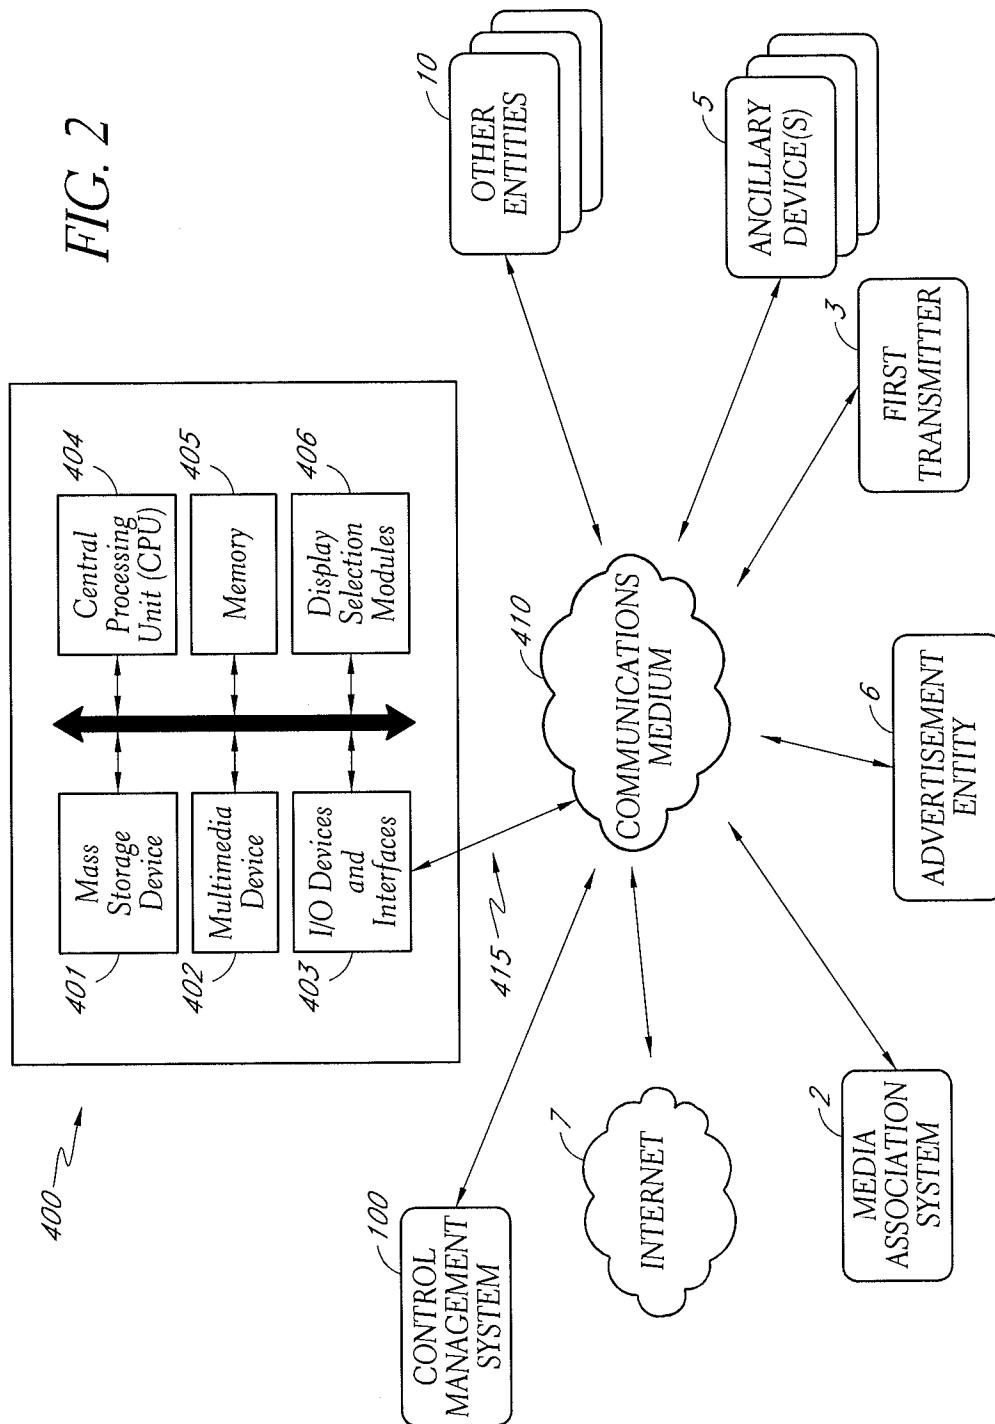 FIG. 2
400
401
Mass
Storage
Device
402
Multimedia
Device
403
I/O Devices
and
Interfaces
Central
Processing
Unit (CPU)
404
Memory
405
Display
Selection
Modules
406
415
410
COMMUNICATIONS
MEDIUM
100
CONTROL
MANAGEMENT
SYSTEM
7
INTERNET
2
MEDIA
ASSOCIATION
SYSTEM
6
ADVERTISEMENT
ENTITY
3
FIRST
TRANSMITTER
5
ANCILLARY
DEVICE(S)
10
OTHER
ENTITIES